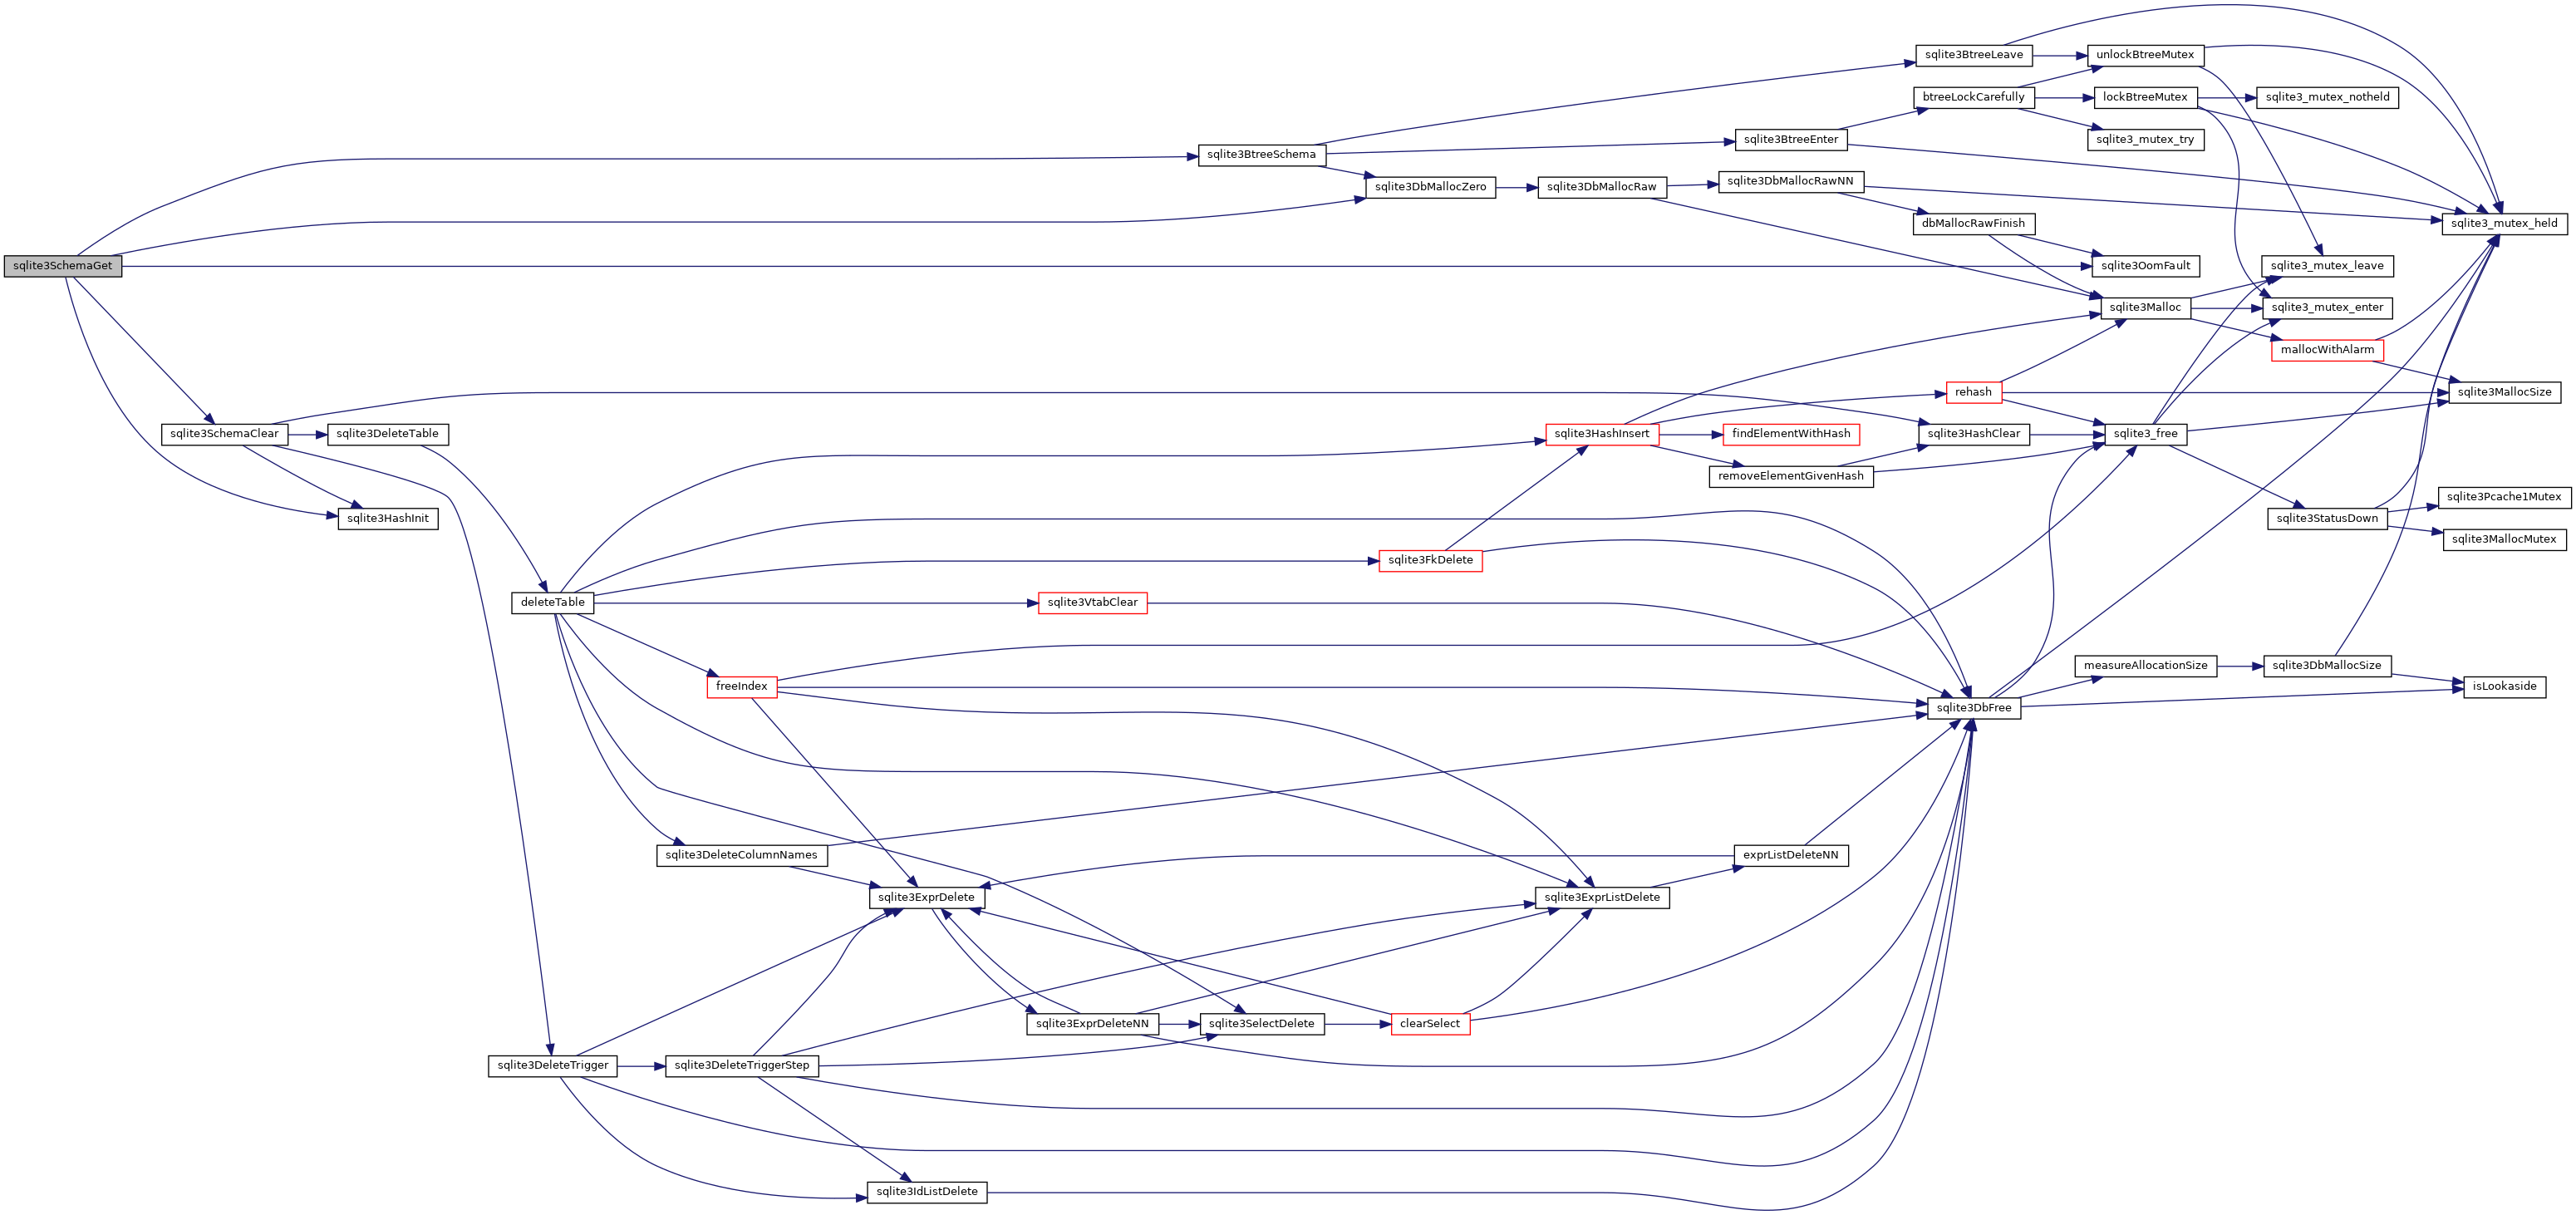 sqlite3BtreeLeave
unlockBtreeMutex
btreeLockCarefully
lockBtreeMutex
sqlite3_mutex_notheld
sqlite3BtreeEnter
sqlite3_mutex_try
sqlite3BtreeSchema
sqlite3DbMallocZero
sqlite3DbMallocRaw
sqlite3DbMallocRawNN
dbMallocRawFinish
sqlite3_mutex_held
sqlite3SchemaGet
sqlite3OomFault
sqlite3_mutex_leave
sqlite3Malloc
sqlite3_mutex_enter
mallocWithAlarm
rehash
sqlite3MallocSize
sqlite3SchemaClear
sqlite3DeleteTable
sqlite3HashInsert
findElementWithHash
sqlite3HashClear
sqlite3_free
removeElementGivenHash
sqlite3Pcache1Mutex
sqlite3HashInit
sqlite3StatusDown
sqlite3MallocMutex
sqlite3FkDelete
deleteTable
sqlite3VtabClear
measureAllocationSize
sqlite3DbMallocSize
freeIndex
isLookaside
sqlite3DbFree
sqlite3DeleteColumnNames
exprListDeleteNN
sqlite3ExprDelete
sqlite3ExprListDelete
sqlite3ExprDeleteNN
sqlite3SelectDelete
clearSelect
sqlite3DeleteTrigger
sqlite3DeleteTriggerStep
sqlite3IdListDelete